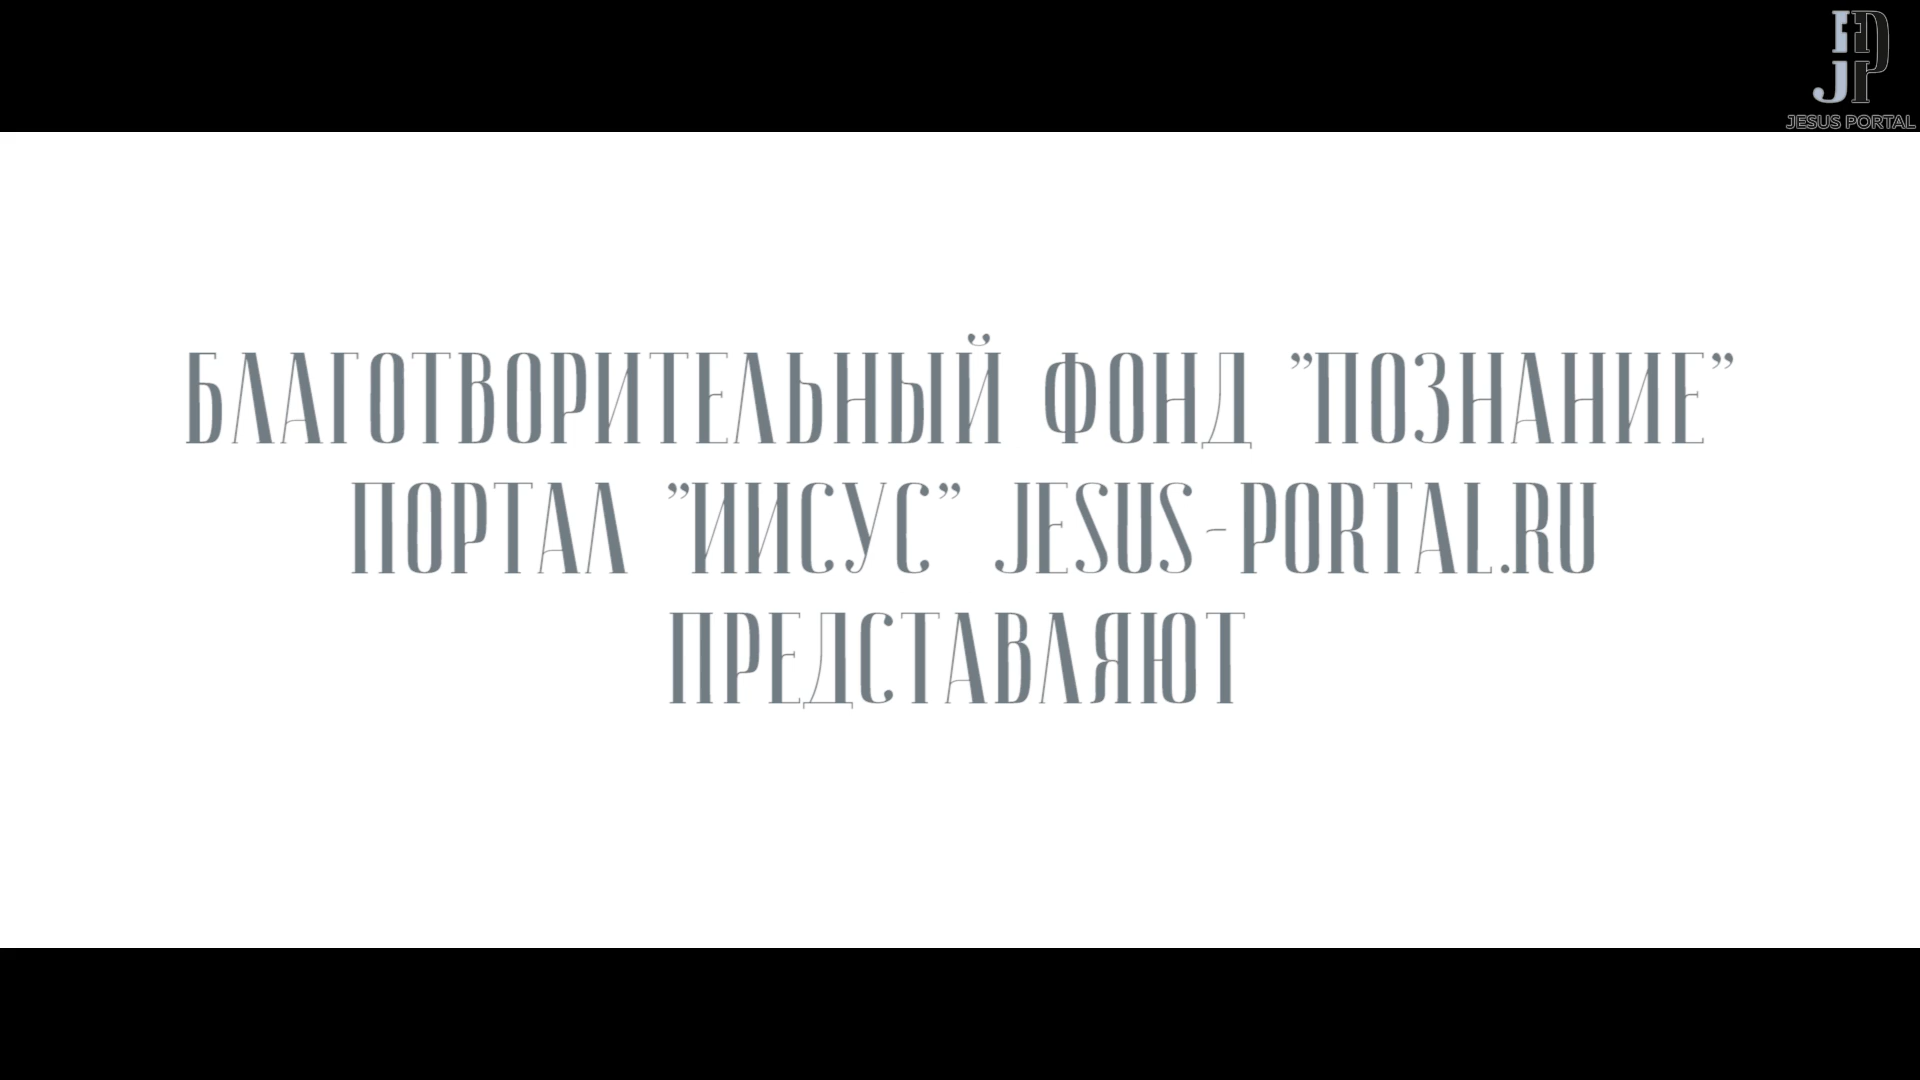 JESUS PORTAL
БЛАГОТВОРИТЕЛЬНЫЙ ФОНД ”ПОЗНАНИЕ”
ПОРТАЛ ”ИИСУС” JESUS-PORTAL.RU
ПРЕДСТАВЛЯЮТ